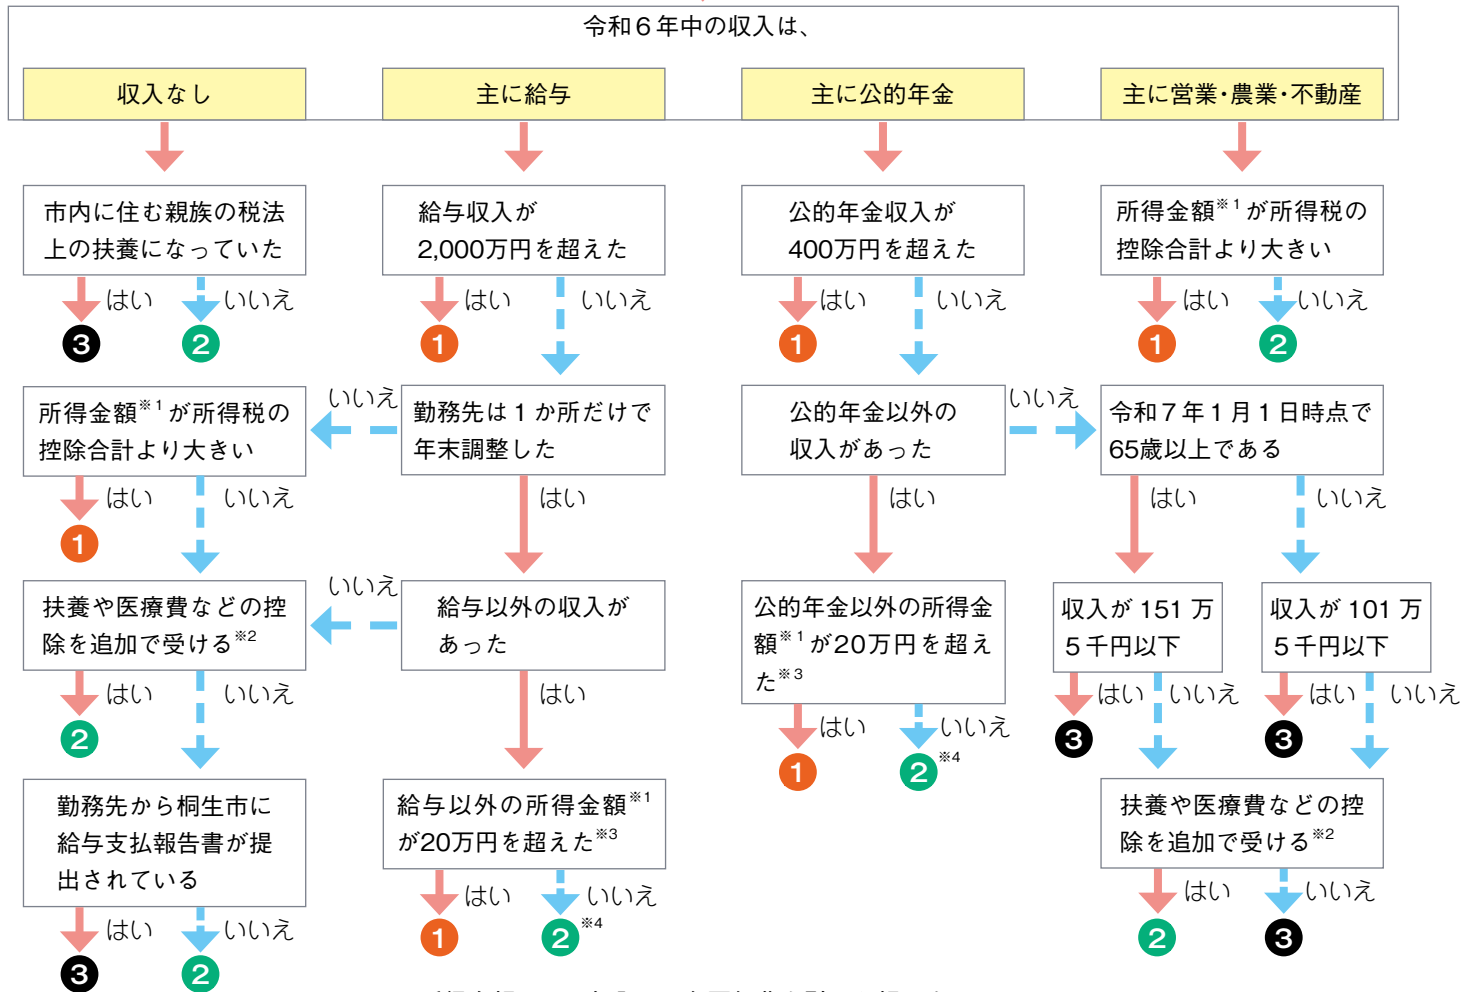 令和６年中の収入は、
収入なし
主に給与
主に公的年金
主に営業・農業・不動産
市内に住む親族の税法
上の扶養になっていた
給与収入が
2,000万円を超えた
公的年金収入が
400万円を超えた
所得金額※1が所得税の
控除合計より大きい
はい
いいえ
はい
いいえ
はい
いいえ
はい
いいえ
3
2
1
1
1
2
所得金額※1が所得税の
控除合計より大きい
いいえ
勤務先は１か所だけで
年末調整した
公的年金以外の
収入があった
いいえ
令和７年１月１日時点で
65歳以上である
はい
いいえ
はい
はい
はい
いいえ
1
扶養や医療費などの控
除を追加で受ける※2
いいえ
給与以外の収入が
あった
公的年金以外の所得金
額※1が20万円を超え
た※3
収入が 151 万
５千円以下
収入が 101 万
５千円以下
はい
いいえ
はい
はい
いいえ
はい
いいえ
はい
いいえ
2
1
2※4
3
3
勤務先から桐生市に
給与支払報告書が提
出されている
給与以外の所得金額※1
が20万円を超えた※3
扶養や医療費などの控
除を追加で受ける※2
はい
いいえ
はい
いいえ
はい
いいえ
3
2
1
2※4
2
3